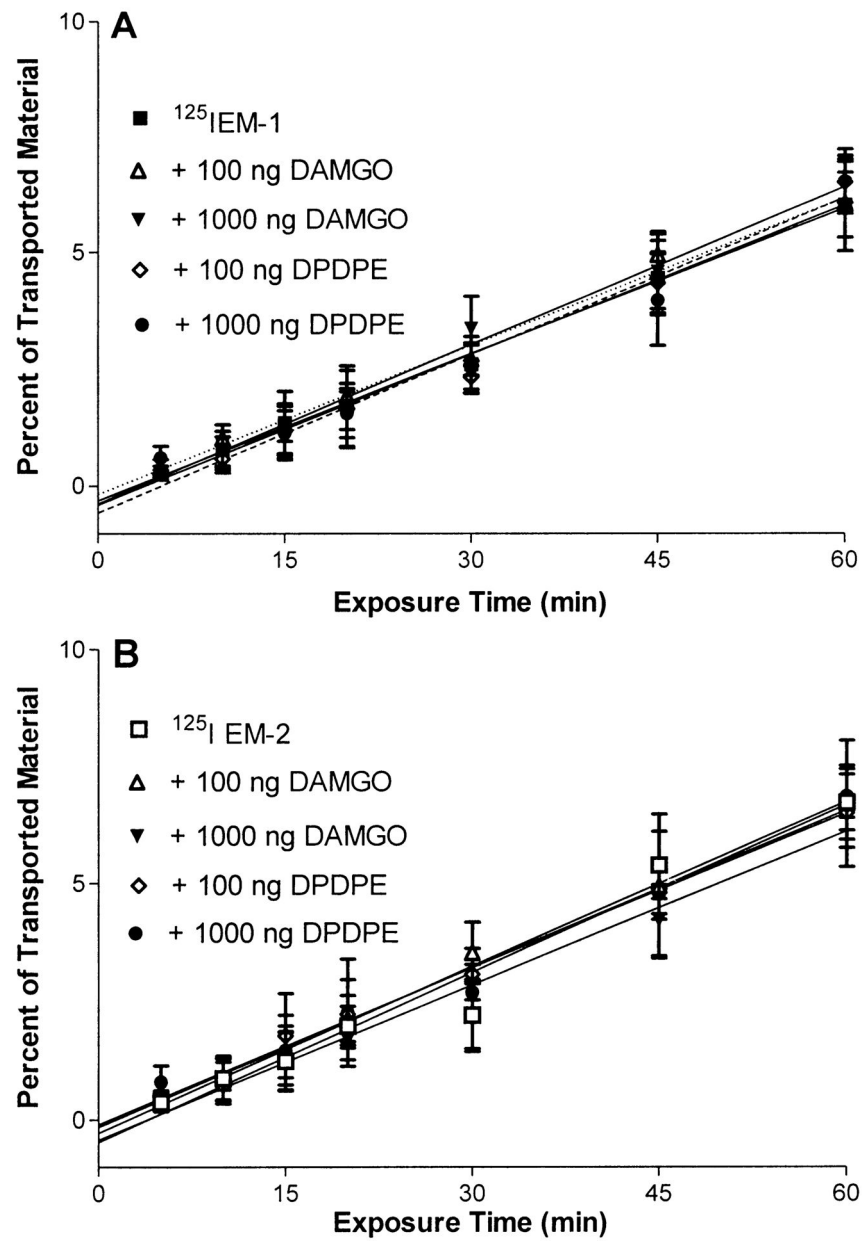 A
10
5
0
Percent of Transported Material
¹²⁵IEM-1
+ 100 ng DAMGO
+ 1000 ng DAMGO
+ 100 ng DPDPE
+ 1000 ng DPDPE
0 15 30 45 60
Exposure Time (min)
B
10
5
0
Percent of Transported Material
¹²⁵I EM-2
+ 100 ng DAMGO
+ 1000 ng DAMGO
+ 100 ng DPDPE
+ 1000 ng DPDPE
0 15 30 45 60
Exposure Time (min)